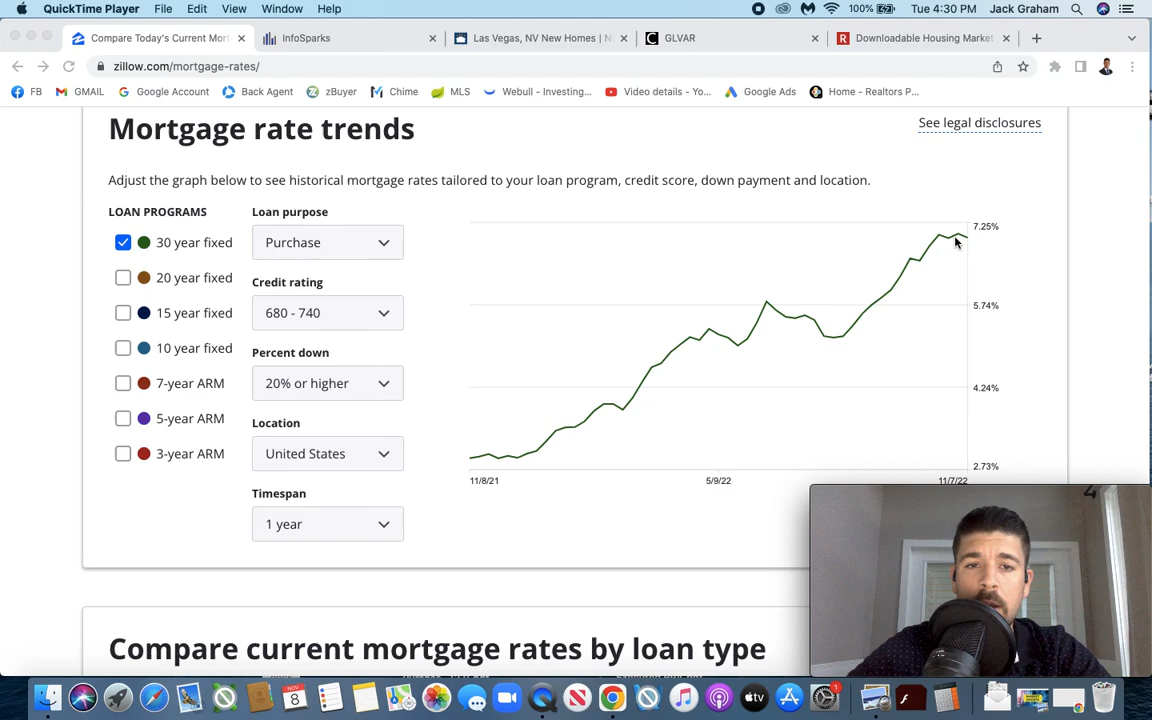 QuickTime Player File Edit View Window Help 100% Tue 4:30 PM Jack Graham
Compare Today's Current Mort InfoSparks Las Vegas, NV New Homes | N GLVAR Downloadable Housing Market
zillow.com/mortgage-rates/
FB GMAIL Google Account Back Agent zBuyer Chime MLS Webull - Investing... Video details - Yo... Google Ads Home - Realtors P...
Mortgage rate trends
See legal disclosures
Adjust the graph below to see historical mortgage rates tailored to your loan program, credit score, down payment and location.
LOAN PROGRAMS
30 year fixed
20 year fixed
15 year fixed
10 year fixed
7-year ARM
5-year ARM
3-year ARM
Loan purpose
Purchase
Credit rating
680 - 740
Percent down
20% or higher
Location
United States
Timespan
1 year
7.25%
5.74%
4.24%
2.73%
11/8/21 5/9/22 11/7/22
Compare current mortgage rates by loan type
NOV
8
1